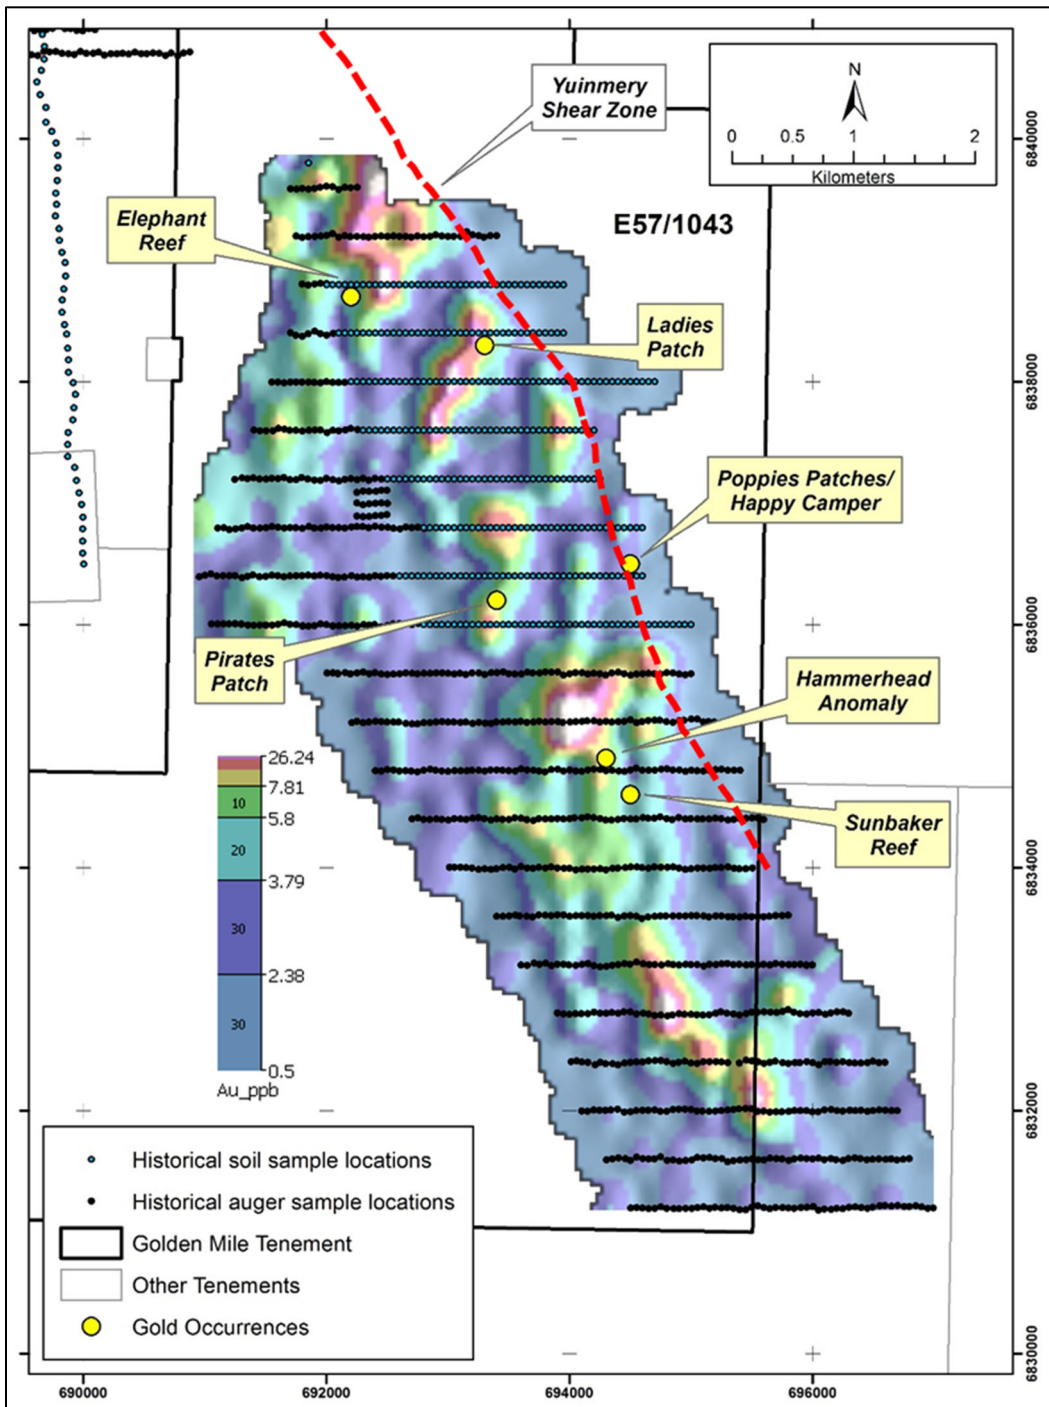 Yuinmery
Shear Zone
N
0 0.5 1 2
Kilometers
6840000
E57/1043
Elephant
Reef
Ladies
Patch
6838000
Poppies Patches/
Happy Camper
6836000
Pirates
Patch
Hammerhead
Anomaly
26.24
7.81
10
5.8
20
3.79
30
2.38
30
0.5
Au_ppb
Sunbaker
Reef
6834000
6832000
Historical soil sample locations
Historical auger sample locations
Golden Mile Tenement
Other Tenements
Gold Occurrences
6830000
690000 692000 694000 696000